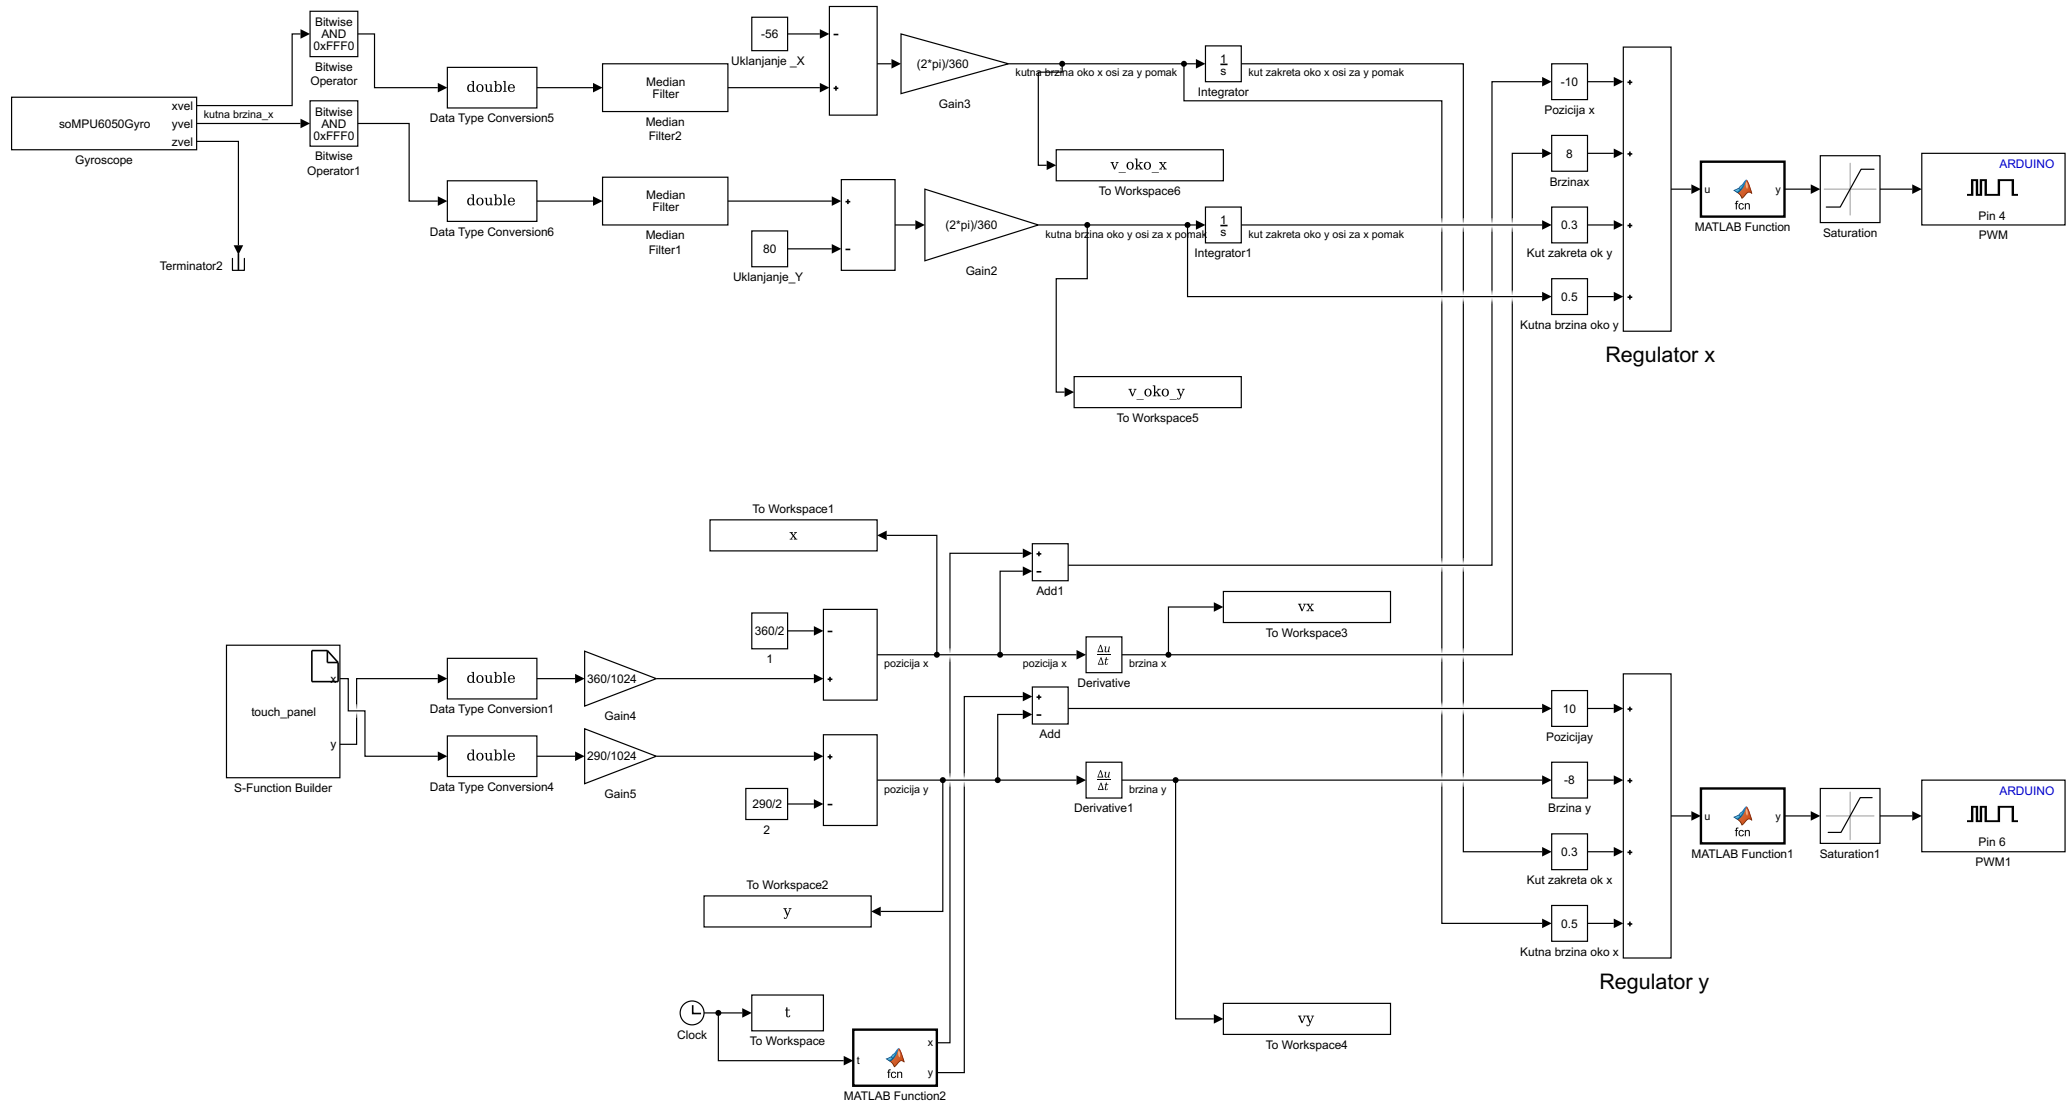 Bitwise
AND
0xFFF0
Bitwise
Operator
-56
Uklanjanje _X
−
+
(2*pi)/360
Gain3
kutna brzina oko x osi za y pomak
1
s
Integrator
kut zakreta oko x osi za y pomak
double
Data Type Conversion5
Median
Filter
Median
Filter2
soMPU6050Gyro
xvel
yvel
zvel
Gyroscope
kutna brzina_x
Bitwise
AND
0xFFF0
Bitwise
Operator1
Terminator2
double
Data Type Conversion6
Median
Filter
Median
Filter1
+
−
80
Uklanjanje_Y
(2*pi)/360
Gain2
kutna brzina oko y osi za x pomak
1
s
Integrator1
kut zakreta oko y osi za x pomak
v_oko_x
To Workspace6
v_oko_y
To Workspace5
-10
Pozicija x
8
Brzinax
0.3
Kut zakreta ok y
0.5
Kutna brzina oko y
+
+
+
+
Regulator x
u
fcn
y
MATLAB Function
Saturation
ARDUINO
Pin 4
PWM
To Workspace1
x
+
−
Add1
vx
To Workspace3
360/2
1
−
+
pozicija x
pozicija x
Δu
Δt
Derivative
brzina x
touch_panel
x
y
S-Function Builder
double
Data Type Conversion1
360/1024
Gain4
double
Data Type Conversion4
290/1024
Gain5
+
−
290/2
2
pozicija y
+
−
Add
Δu
Δt
Derivative1
brzina y
To Workspace2
y
10
Pozicijay
-8
Brzina y
0.3
Kut zakreta ok x
0.5
Kutna brzina oko x
+
+
+
+
Regulator y
u
fcn
y
MATLAB Function1
Saturation1
ARDUINO
Pin 6
PWM1
Clock
t
To Workspace
t
fcn
x
y
MATLAB Function2
vy
To Workspace4